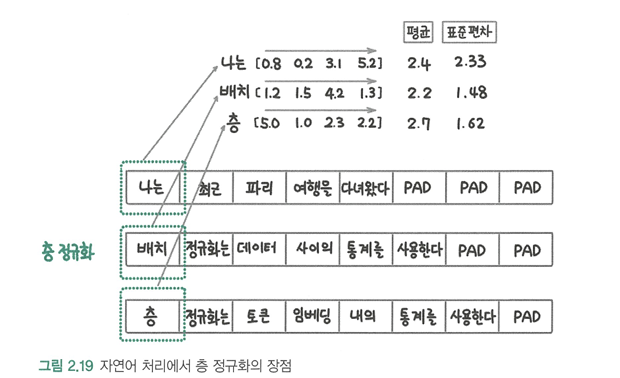 평균 표준편차
나는 [0.8 0.2 3.1 5.2] 2.4 2.33
배치 [1.2 1.5 4.2 1.3] 2.2 1.48
층 [5.0 1.0 2.3 2.2] 2.7 1.62
나는 최근 파리 여행을 다녀왔다 PAD PAD PAD
층 정규화
배치 정규화는 데이터 사이의 통계를 사용한다 PAD PAD
층 정규화는 토큰 임베딩 내의 통계를 사용한다 PAD
그림 2.19 자연어 처리에서 층 정규화의 장점